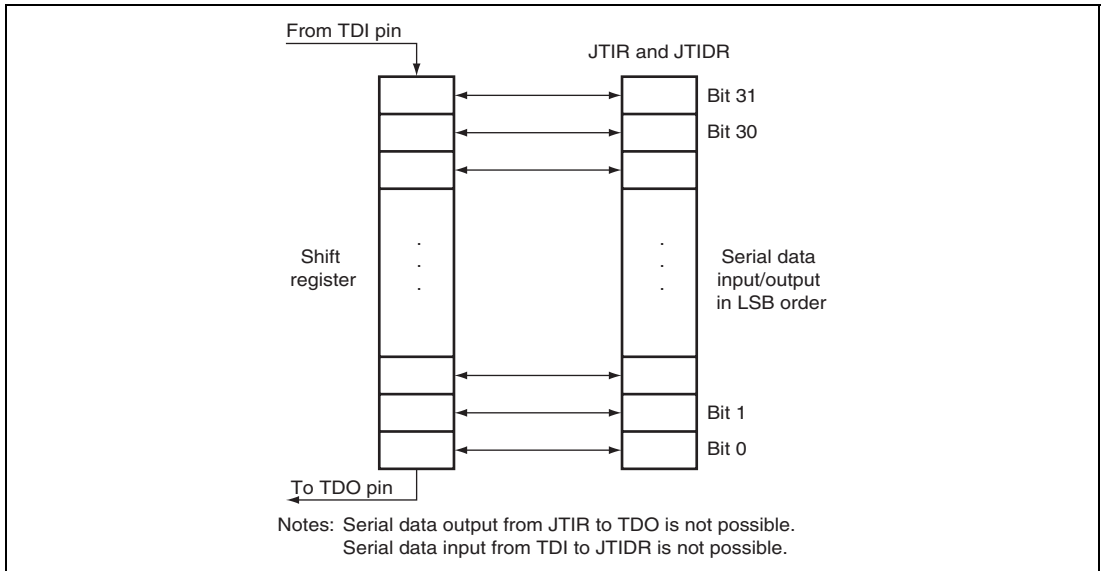 From TDI pin
JTIR and JTIDR
Bit 31
Bit 30
.
.
.
Shift
register
.
.
.
Serial data
input/output
in LSB order
Bit 1
Bit 0
To TDO pin
Notes: Serial data output from JTIR to TDO is not possible.
Serial data input from TDI to JTIDR is not possible.